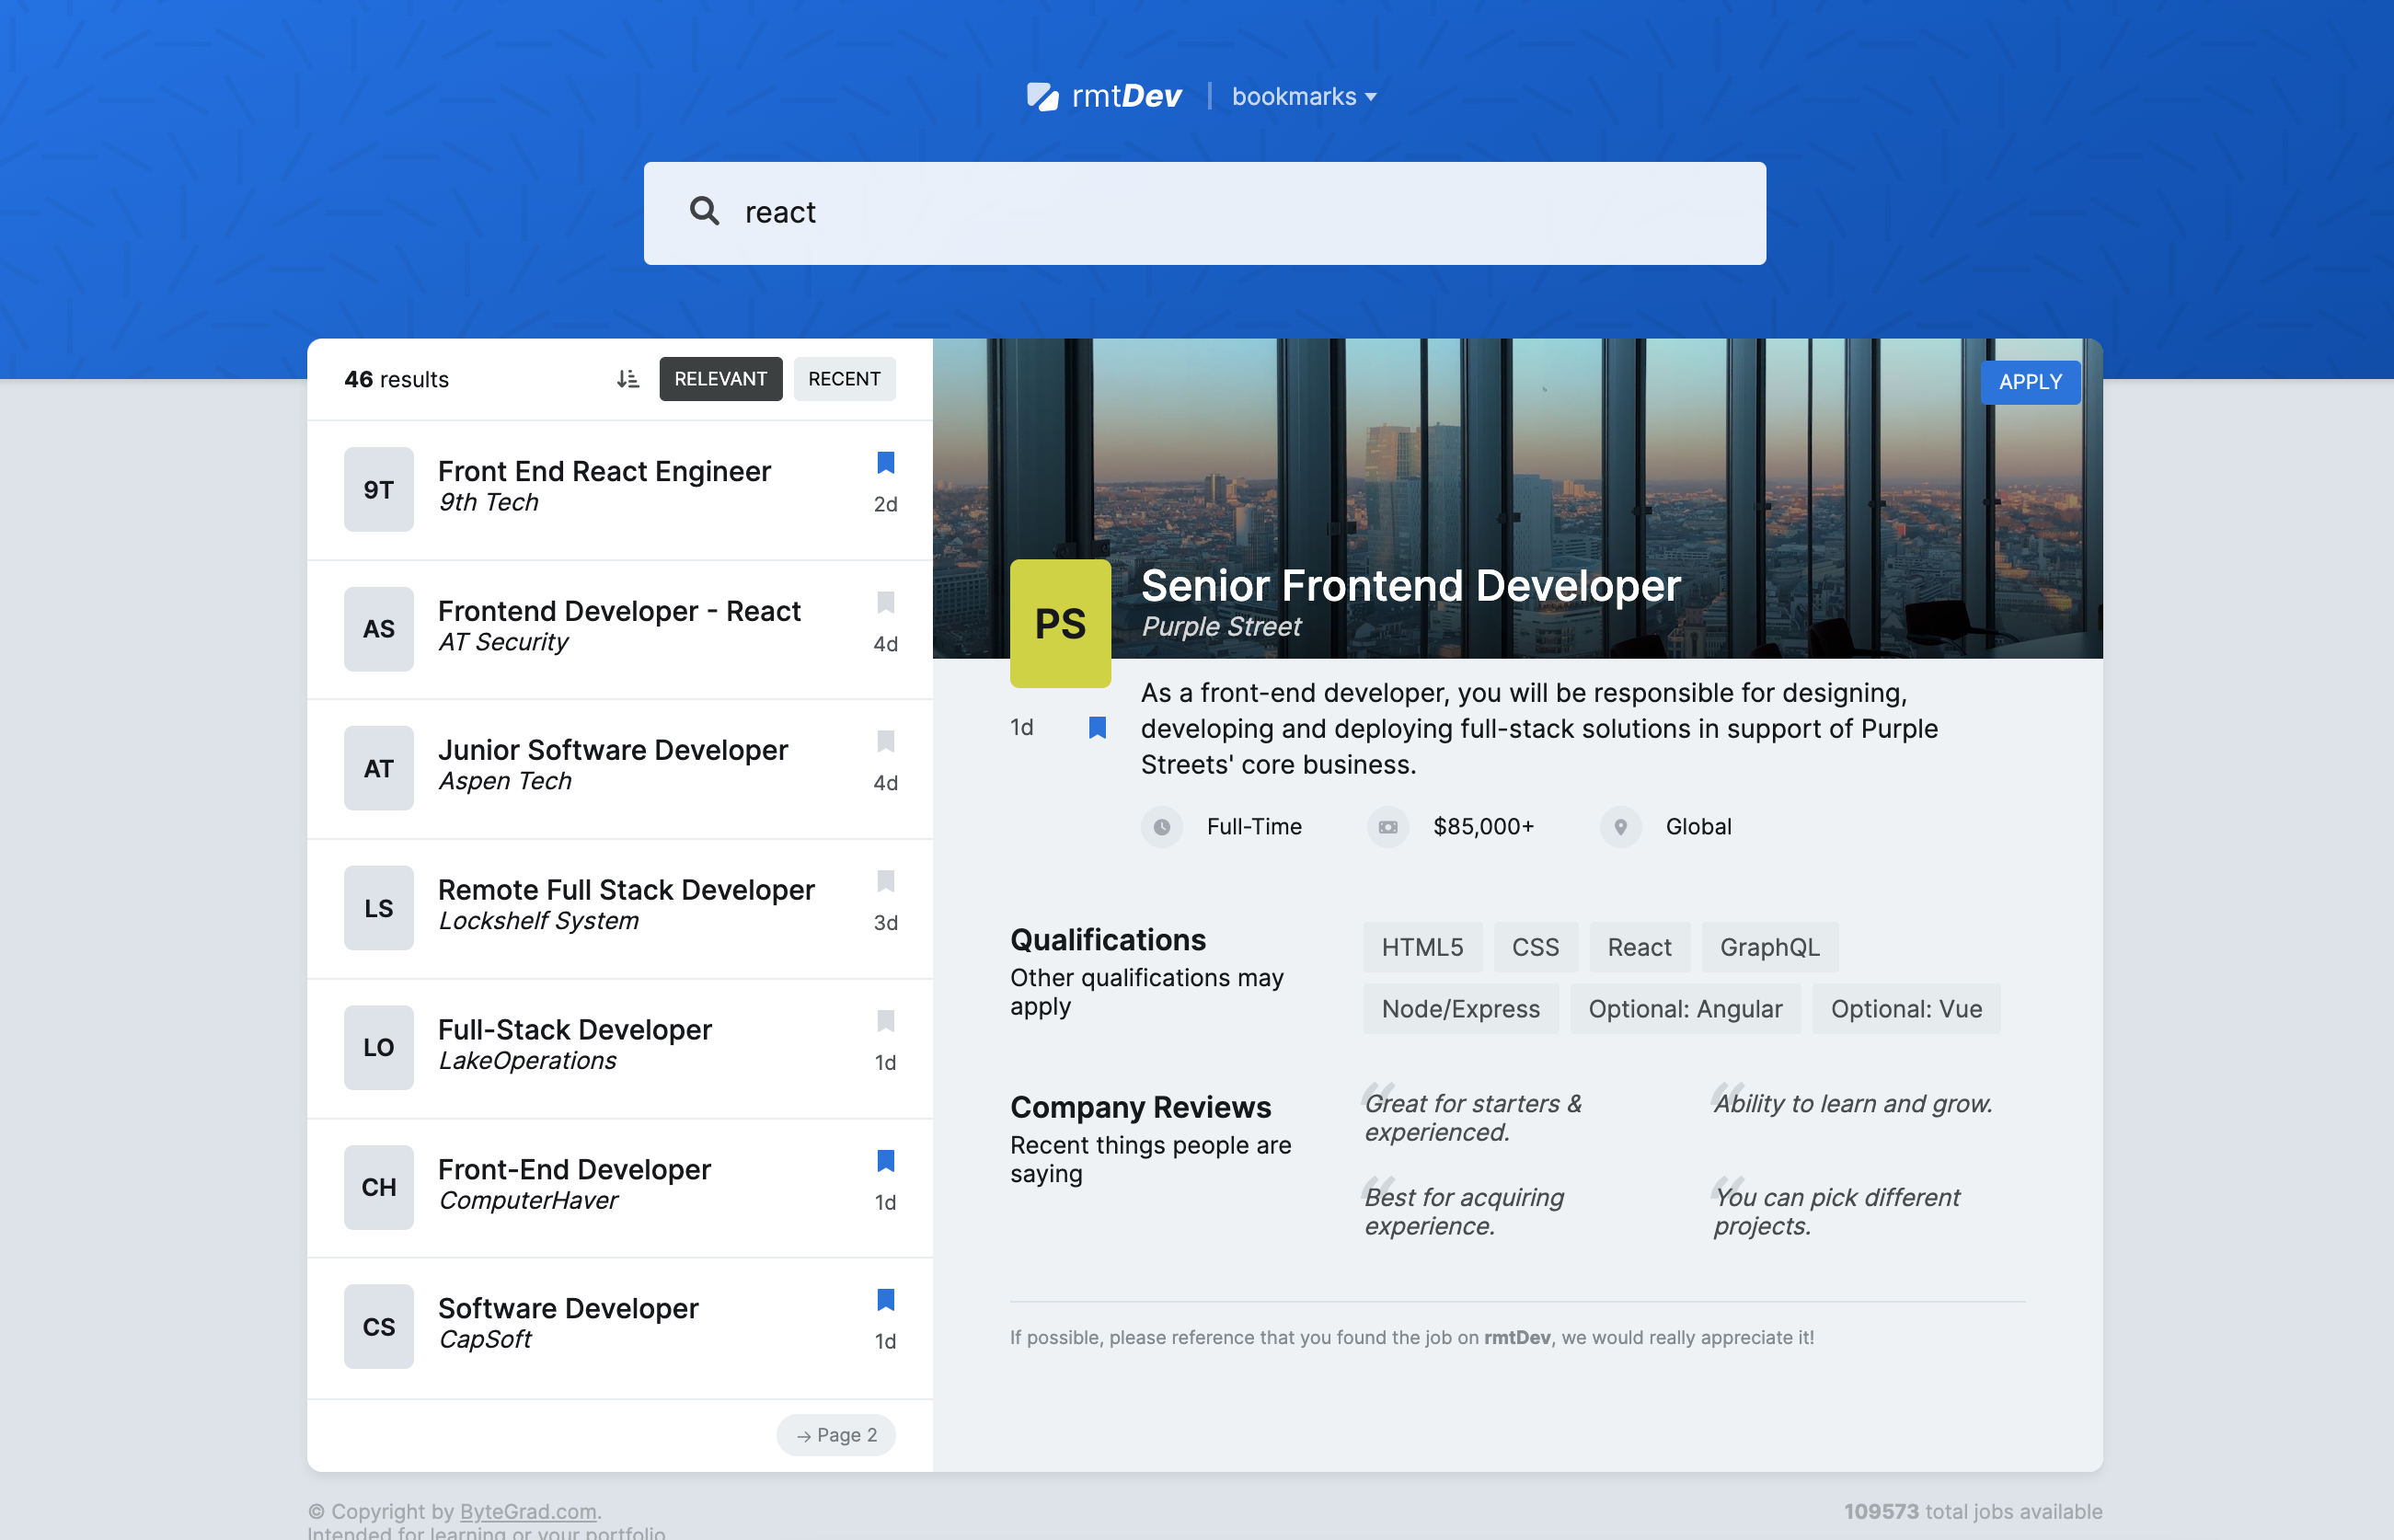 rmtDev
bookmarks
react
46 results
RELEVANT
RECENT
9T
Front End React Engineer
9th Tech
2d
AS
Frontend Developer - React
AT Security
4d
AT
Junior Software Developer
Aspen Tech
4d
LS
Remote Full Stack Developer
Lockshelf System
3d
LO
Full-Stack Developer
LakeOperations
1d
CH
Front-End Developer
ComputerHaver
1d
CS
Software Developer
CapSoft
1d
→ Page 2
APPLY
PS
Senior Frontend Developer
Purple Street
1d
As a front-end developer, you will be responsible for designing,
developing and deploying full-stack solutions in support of Purple
Streets' core business.
Full-Time
$85,000+
Global
Qualifications
Other qualifications may
apply
HTML5 CSS React GraphQL
Node/Express Optional: Angular Optional: Vue
Company Reviews
Recent things people are
saying
Great for starters &
experienced.
Ability to learn and grow.
Best for acquiring
experience.
You can pick different
projects.
If possible, please reference that you found the job on rmtDev, we would really appreciate it!
© Copyright by ByteGrad.com.
Intended for learning or your portfolio
109573 total jobs available